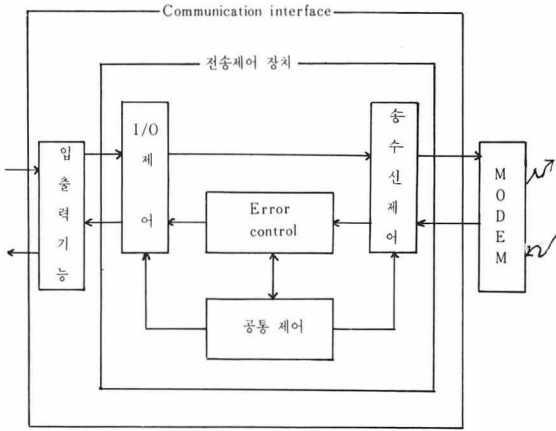 Communication interface
전송제어 장치
입출력기능
I/O
제
어
Error
control
공통 제어
송수신제어
MODEM